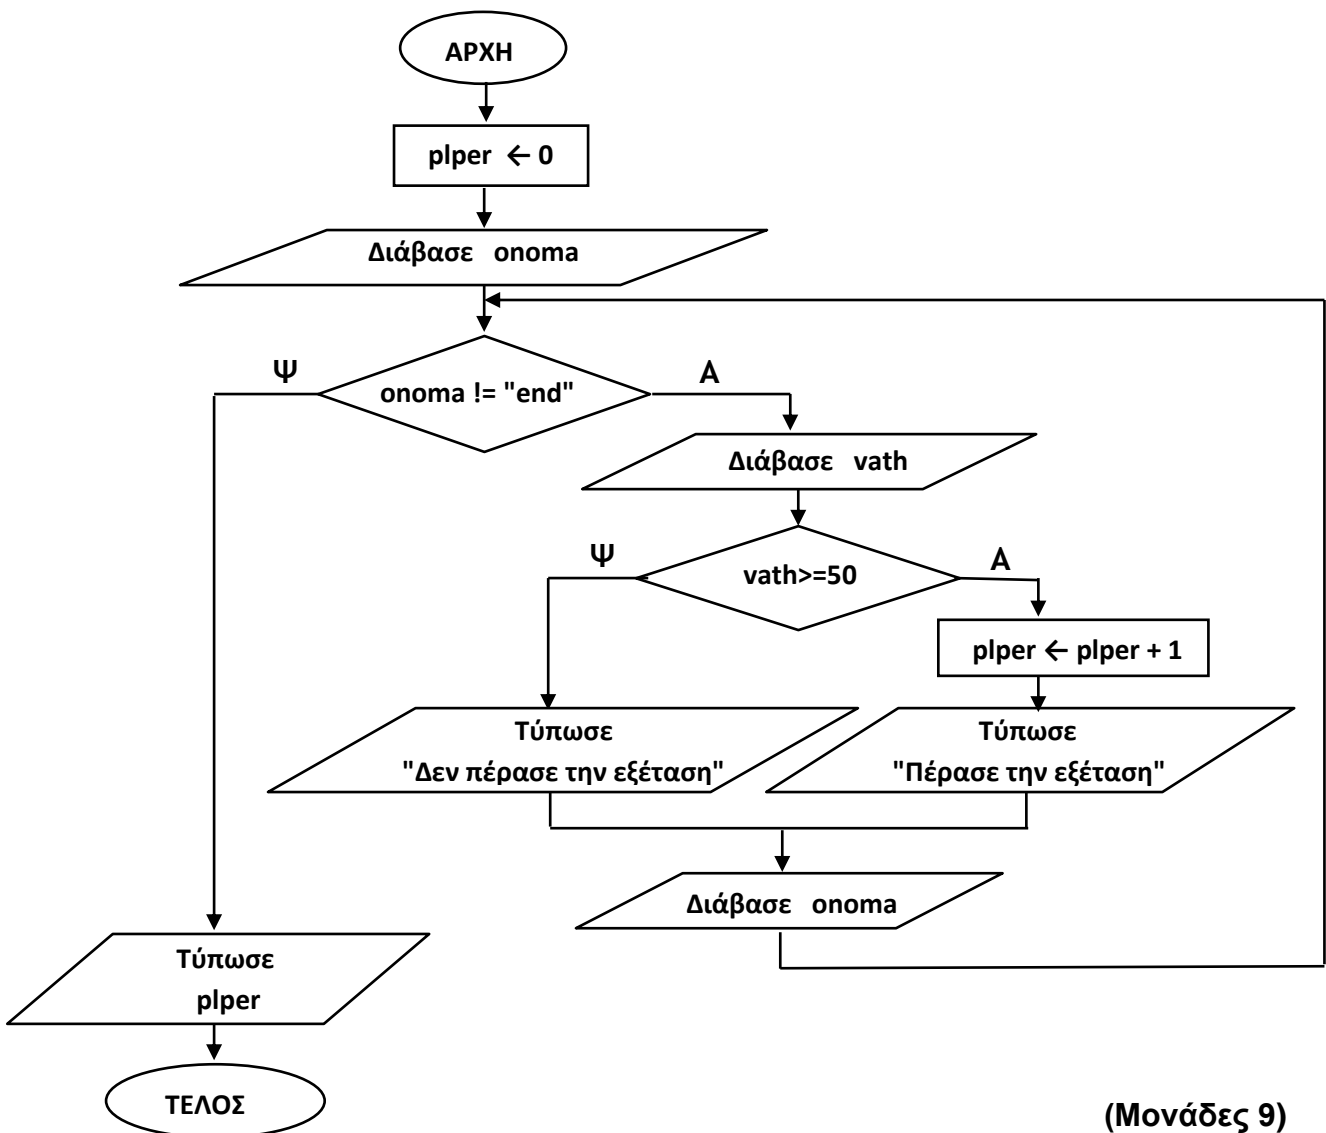 ΑΡΧΗ
plper ← 0
Διάβασε onoma
Ψ
onoma != "end"
Α
Διάβασε vath
Ψ
vath>=50
Α
plper ← plper + 1
Τύπωσε
"Δεν πέρασε την εξέταση"
Τύπωσε
"Πέρασε την εξέταση"
Διάβασε onoma
Τύπωσε
plper
ΤΕΛΟΣ
(Μονάδες 9)